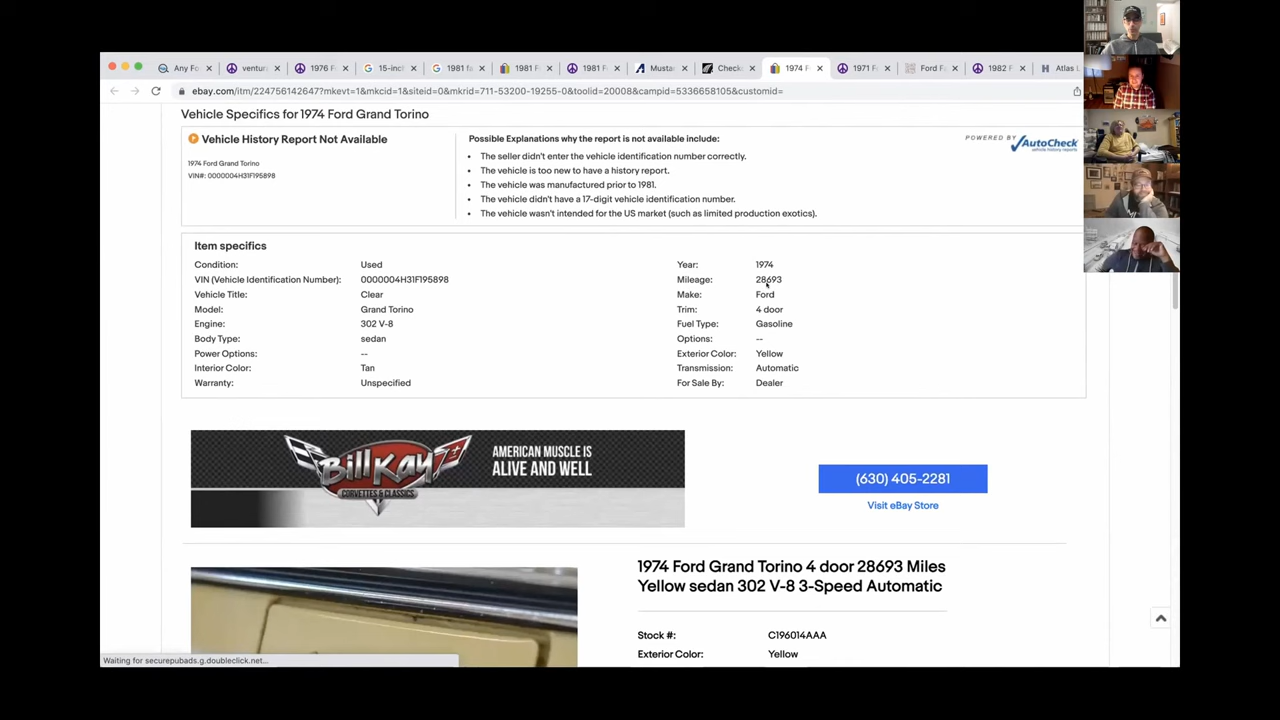 Any Fo
ventur
1976 F
15-inc
1981 fa
1981 F
1981 F
Musta
Check
1974 F
1971 F
Ford F
1982 F
Atlas L
ebay.com/itm/224756142647?mkevt=1&mkcid=1&siteid=0&mkrid=711-53200-19255-0&toolid=20008&campid=5336658105&customid=
Vehicle Specifics for 1974 Ford Grand Torino
Vehicle History Report Not Available
1974 Ford Grand Torino
VIN#: 0000004H31F195898
Possible Explanations why the report is not available include:
• The seller didn't enter the vehicle identification number correctly.
• The vehicle is too new to have a history report.
• The vehicle was manufactured prior to 1981.
• The vehicle didn't have a 17-digit vehicle identification number.
• The vehicle wasn't intended for the US market (such as limited production exotics).
POWERED BY
AutoCheck
vehicle history reports
Item specifics
Condition: Used
VIN (Vehicle Identification Number): 0000004H31F195898
Vehicle Title: Clear
Model: Grand Torino
Engine: 302 V-8
Body Type: sedan
Power Options: --
Interior Color: Tan
Warranty: Unspecified
Year: 1974
Mileage: 28693
Make: Ford
Trim: 4 door
Fuel Type: Gasoline
Options: --
Exterior Color: Yellow
Transmission: Automatic
For Sale By: Dealer
Bill Kay
CORVETTES & CLASSICS
AMERICAN MUSCLE IS
ALIVE AND WELL
(630) 405-2281
Visit eBay Store
1974 Ford Grand Torino 4 door 28693 Miles
Yellow sedan 302 V-8 3-Speed Automatic
Stock #: C196014AAA
Exterior Color: Yellow
Waiting for securepubads.g.doubleclick.net...